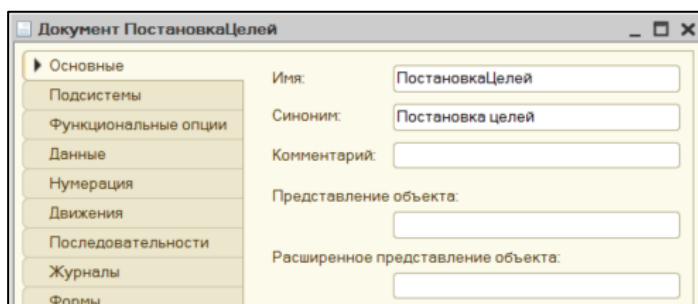 Документ ПостановкаЦелей
Основные
Подсистемы
Функциональные опции
Данные
Нумерация
Движения
Последовательности
Журналы
Формы
Имя: ПостановкаЦелей
Синоним: Постановка целей
Комментарий:
Представление объекта:
Расширенное представление объекта: